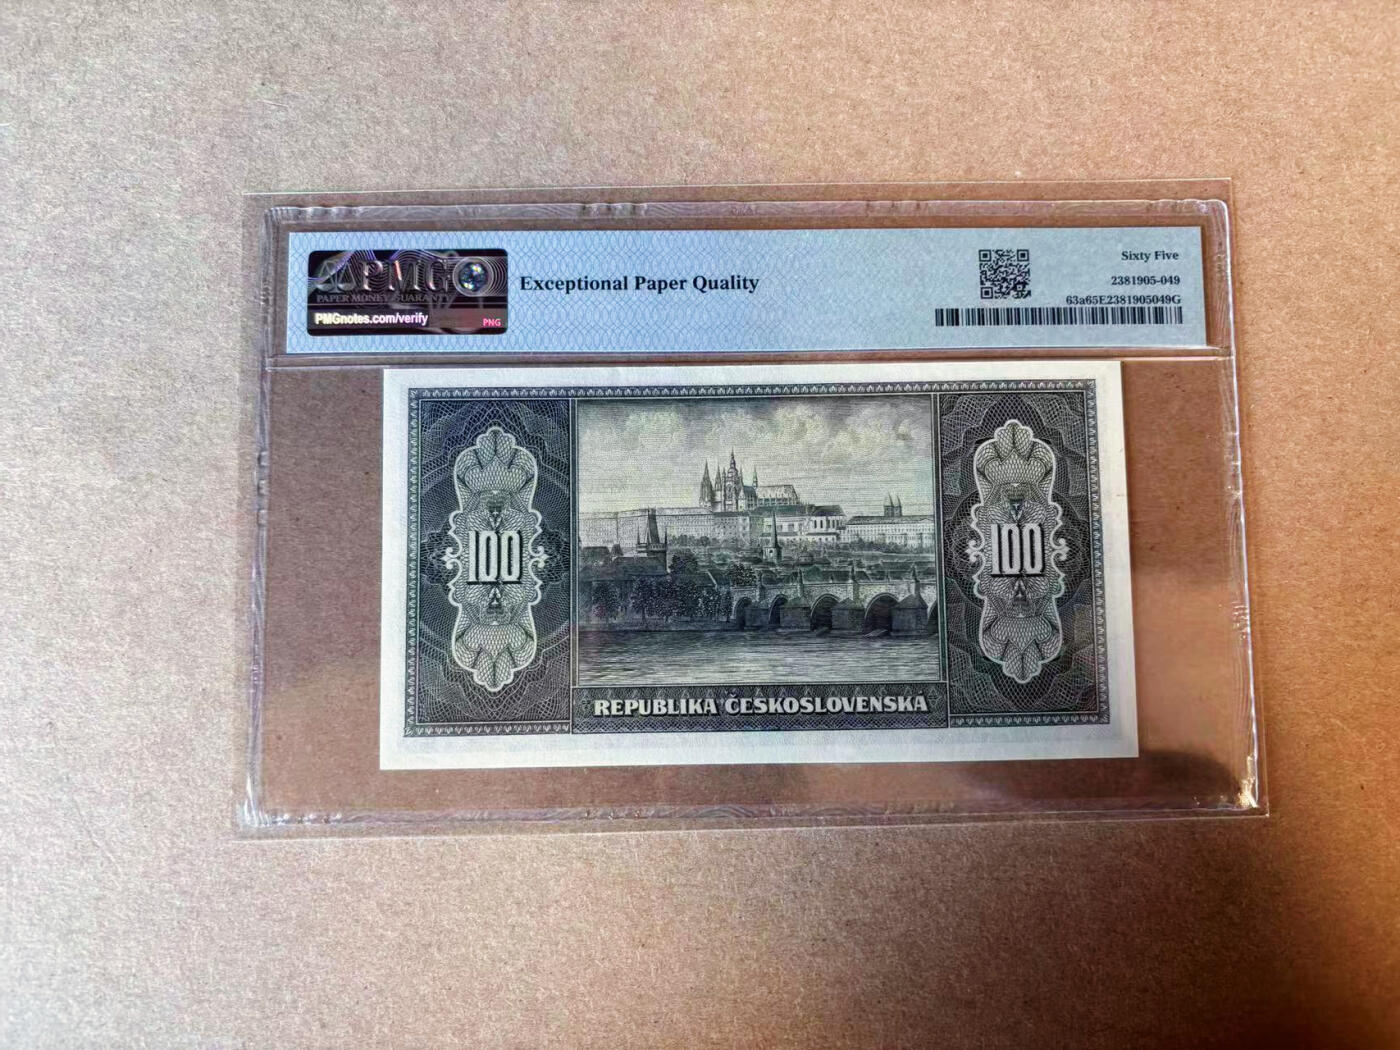 PMG
PAPER MONEY GUARANTY
PMGnotes.com/verify
PNG
Exceptional Paper Quality
Sixty Five
2381905-049
63a65E2381905049G
100
100
REPUBLIKA ČESKOSLOVENSKÁ